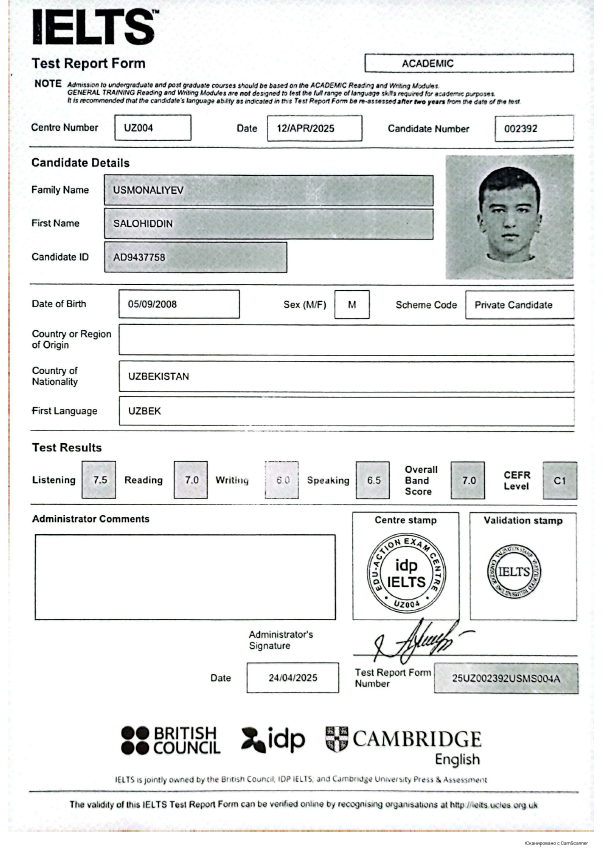 IELTS™
Test Report Form
ACADEMIC
NOTE Admission to undergraduate and post graduate courses should be based on the ACADEMIC Reading and Writing Modules.
GENERAL TRAINING Reading and Writing Modules are not designed to test the full range of language skills required for academic purposes.
It is recommended that the candidate's language ability as indicated in this Test Report Form be re-assessed after two years from the date of the test.
Centre Number UZ004 Date 12/APR/2025 Candidate Number 002392
Candidate Details
Family Name USMONALIYEV
First Name SALOHIDDIN
Candidate ID AD9437758
Date of Birth 05/09/2008 Sex (M/F) M Scheme Code Private Candidate
Country or Region
of Origin
Country of
Nationality
UZBEKISTAN
First Language UZBEK
Test Results
Listening 7.5 Reading 7.0 Writing 6.0 Speaking 6.5 Overall Band Score 7.0 CEFR Level C1
Administrator Comments
Centre stamp
Validation stamp
EDU-ACTION EXAM CENTRE
idp
IELTS
UZ004
IELTS
Administrator's
Signature
Date 24/04/2025
Test Report Form
Number
25UZ002392USMS004A
BRITISH
COUNCIL
idp
CAMBRIDGE
English
IELTS is jointly owned by the British Council; IDP IELTS; and Cambridge University Press & Assessment
The validity of this IELTS Test Report Form can be verified online by recognising organisations at http://ielts.ucles.org.uk
Юканировано с CamScanner